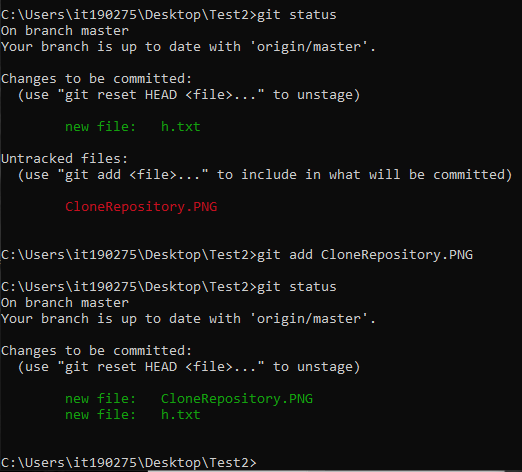 C:\Users\it190275\Desktop\Test2>git status
On branch master
Your branch is up to date with 'origin/master'.
Changes to be committed:
(use "git reset HEAD <file>..." to unstage)
new file: h.txt
Untracked files:
(use "git add <file>..." to include in what will be committed)
CloneRepository.PNG
C:\Users\it190275\Desktop\Test2>git add CloneRepository.PNG
C:\Users\it190275\Desktop\Test2>git status
On branch master
Your branch is up to date with 'origin/master'.
Changes to be committed:
(use "git reset HEAD <file>..." to unstage)
new file: CloneRepository.PNG
new file: h.txt
C:\Users\it190275\Desktop\Test2>